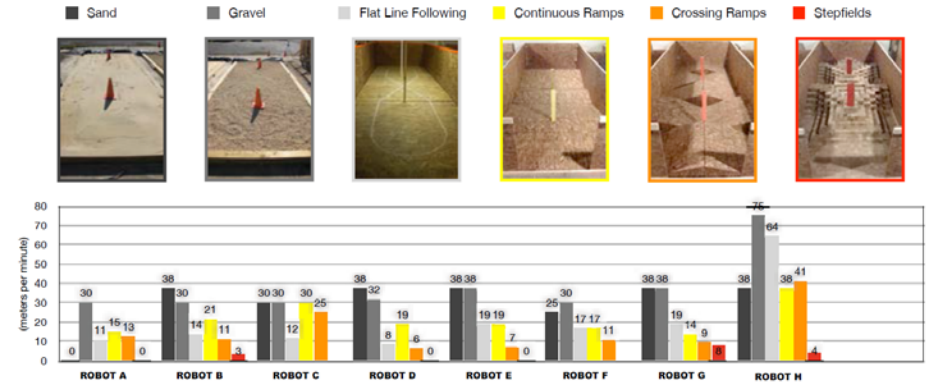 Sand Gravel Flat Line Following Continuous Ramps Crossing Ramps Stepfields
(meters per minute)
80
70
60
50
40
30
20
10
0
0 30 11 15 13 0
38 30 14 21 11 3
30 30 12 30 25
38 32 8 19 6 0
38 38 19 19 7 0
25 30 17 17 11
38 38 19 14 9 8
38 75 64 38 41 4
ROBOT A ROBOT B ROBOT C ROBOT D ROBOT E ROBOT F ROBOT G ROBOT H